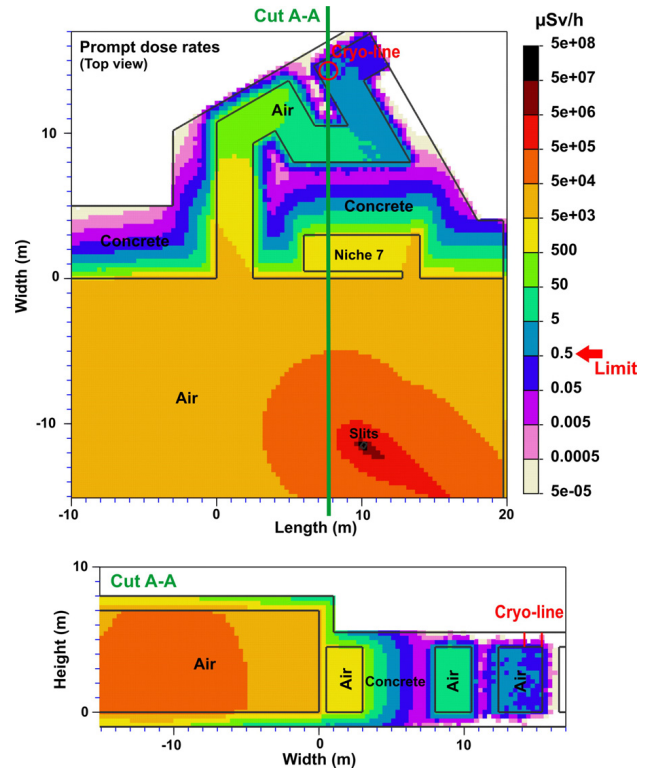 Cut A-A
µSv/h
Prompt dose rates
(Top view)
Cryo-line
Air
Concrete
Concrete
Niche 7
Air
Slits
10
0
-10
Width (m)
-10
0
10
20
Length (m)
5e+08
5e+07
5e+06
5e+05
5e+04
5e+03
500
50
5
0.5
Limit
0.05
0.005
0.0005
5e-05
Cut A-A
Cryo-line
Air
Air
Concrete
Air
Air
10
0
Height (m)
-10
0
10
Width (m)